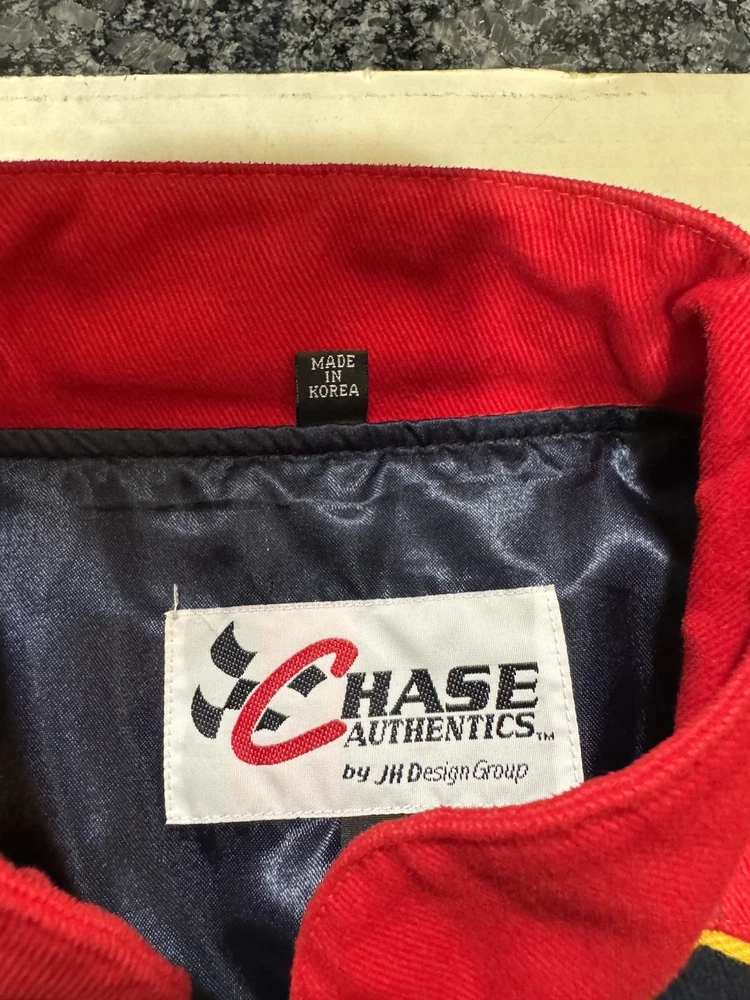 MADE
IN
KOREA
CHASE
AUTHENTICS™
by JH Design Group